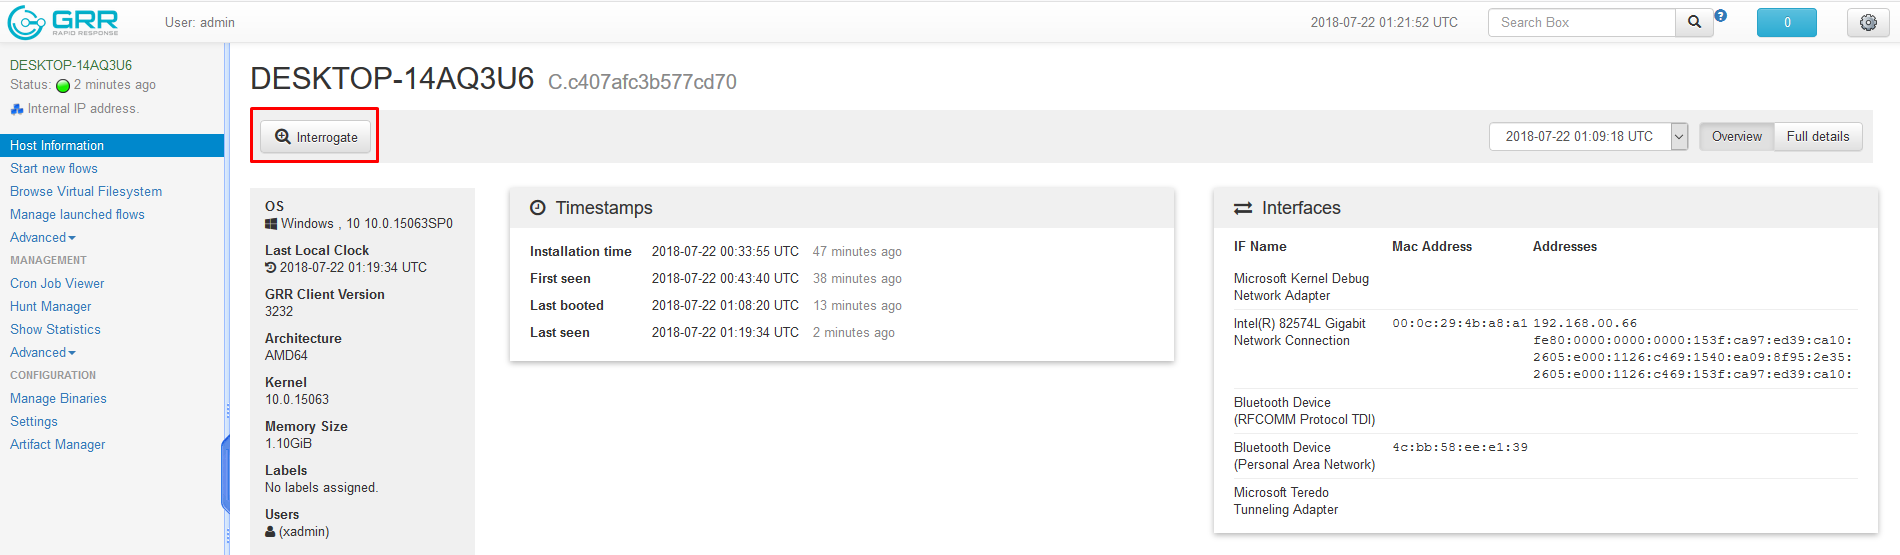 GRR
RAPID RESPONSE
User: admin
2018-07-22 01:21:52 UTC
Search Box
?
0
DESKTOP-14AQ3U6
Status: 2 minutes ago
Internal IP address.
Host Information
Start new flows
Browse Virtual Filesystem
Manage launched flows
Advanced
MANAGEMENT
Cron Job Viewer
Hunt Manager
Show Statistics
Advanced
CONFIGURATION
Manage Binaries
Settings
Artifact Manager
DESKTOP-14AQ3U6 C.c407afc3b577cd70
Interrogate
2018-07-22 01:09:18 UTC
Overview
Full details
OS
Windows , 10 10.0.15063SP0
Last Local Clock
2018-07-22 01:19:34 UTC
GRR Client Version
3232
Architecture
AMD64
Kernel
10.0.15063
Memory Size
1.10GiB
Labels
No labels assigned.
Users
(xadmin)
Timestamps
Installation time 2018-07-22 00:33:55 UTC 47 minutes ago
First seen 2018-07-22 00:43:40 UTC 38 minutes ago
Last booted 2018-07-22 01:08:20 UTC 13 minutes ago
Last seen 2018-07-22 01:19:34 UTC 2 minutes ago
Interfaces
IF Name Mac Address Addresses
Microsoft Kernel Debug
Network Adapter
Intel(R) 82574L Gigabit 00:0c:29:4b:a8:a1 192.168.00.66
Network Connection fe80:0000:0000:0000:153f:ca97:ed39:ca10:
2605:e000:1126:c469:1540:ea09:8f95:2e35:
2605:e000:1126:c469:153f:ca97:ed39:ca10:
Bluetooth Device
(RFCOMM Protocol TDI)
Bluetooth Device 4c:bb:58:ee:e1:39
(Personal Area Network)
Microsoft Teredo
Tunneling Adapter